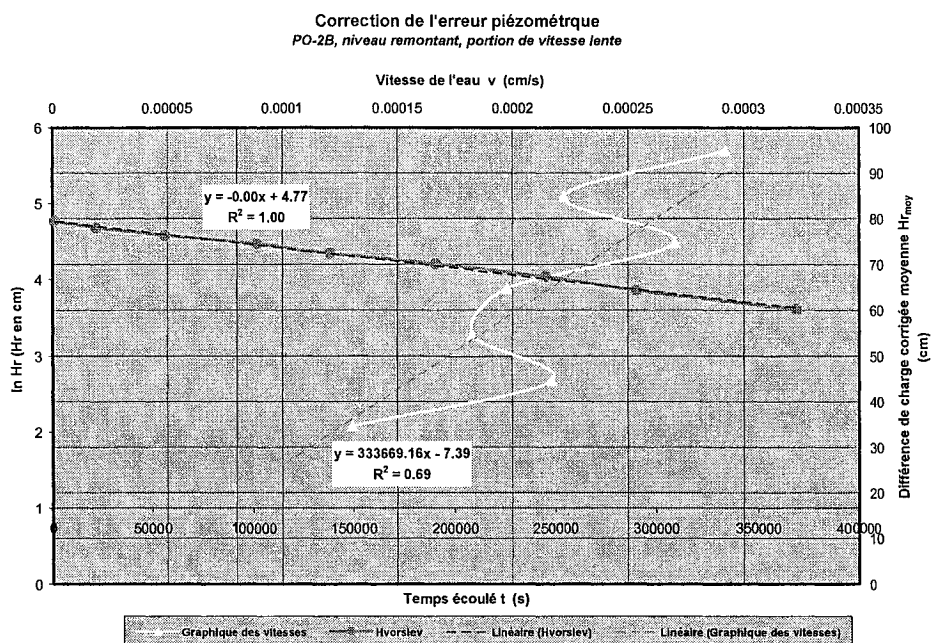 Correction de l'erreur piézométrque
PO-2B, niveau remontant, portion de vitesse lente
Vitesse de l'eau v (cm/s)
0 0.00005 0.0001 0.00015 0.0002 0.00025 0.0003 0.00035
6 100
90
5 80
y = -0.00x + 4.77
R² = 1.00
70
4
60
3 50
40
2
30
y = 333669.16x - 7.39
R² = 0.69
20
1
0 50000 100000 150000 200000 250000 300000 350000 400000
10
0 0
ln Hr (Hr en cm)
Différence de charge corrigée moyenne Hrmoy
(cm)
Temps écoulé t (s)
Graphique des vitesses Hvorslev Linéaire (Hvorslev) Linéaire (Graphique des vitesses)